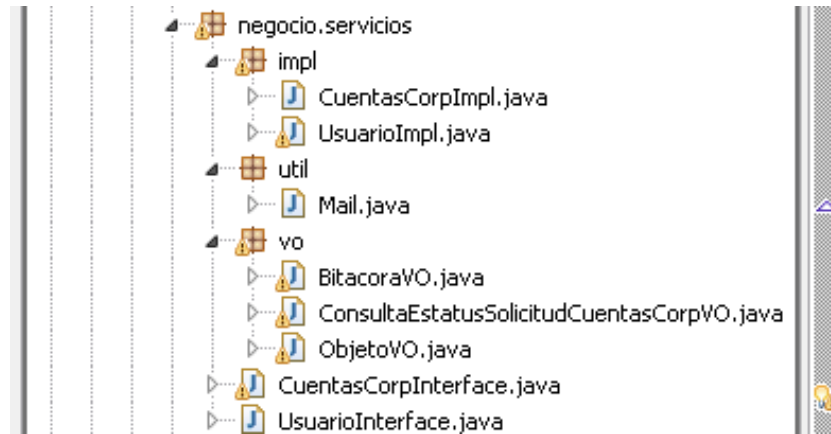 negocio.servicios
impl
CuentasCorpImpl.java
UsuarioImpl.java
util
Mail.java
vo
BitacoraVO.java
ConsultaEstatusSolicitudCuentasCorpVO.java
ObjetoVO.java
CuentasCorpInterface.java
UsuarioInterface.java